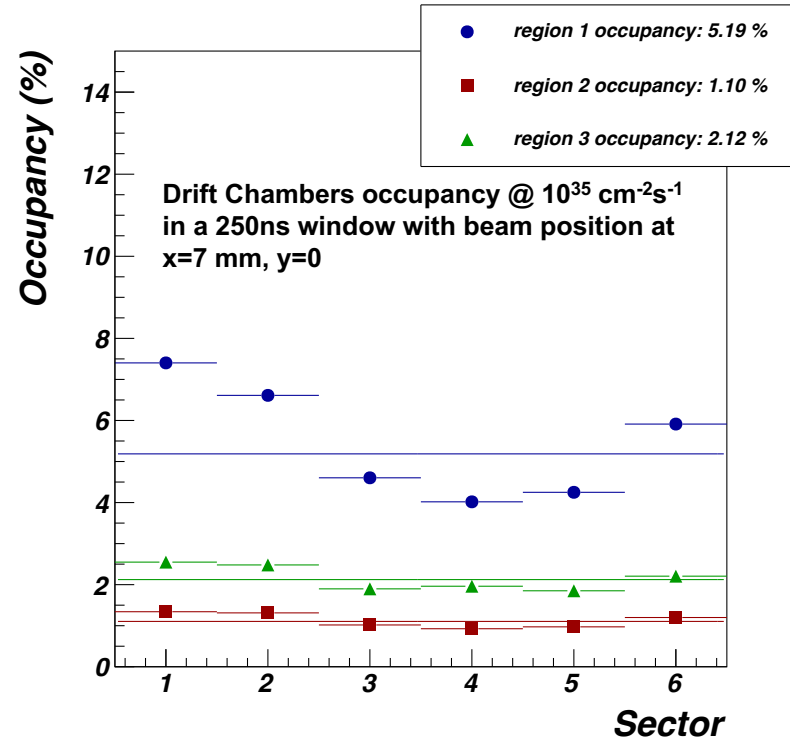 region 1 occupancy: 5.19 %
region 2 occupancy: 1.10 %
region 3 occupancy: 2.12 %
Occupancy (%)
Drift Chambers occupancy @ 10³⁵ cm⁻²s⁻¹
in a 250ns window with beam position at
x=7 mm, y=0
14
12
10
8
6
4
2
0
1 2 3 4 5 6
Sector